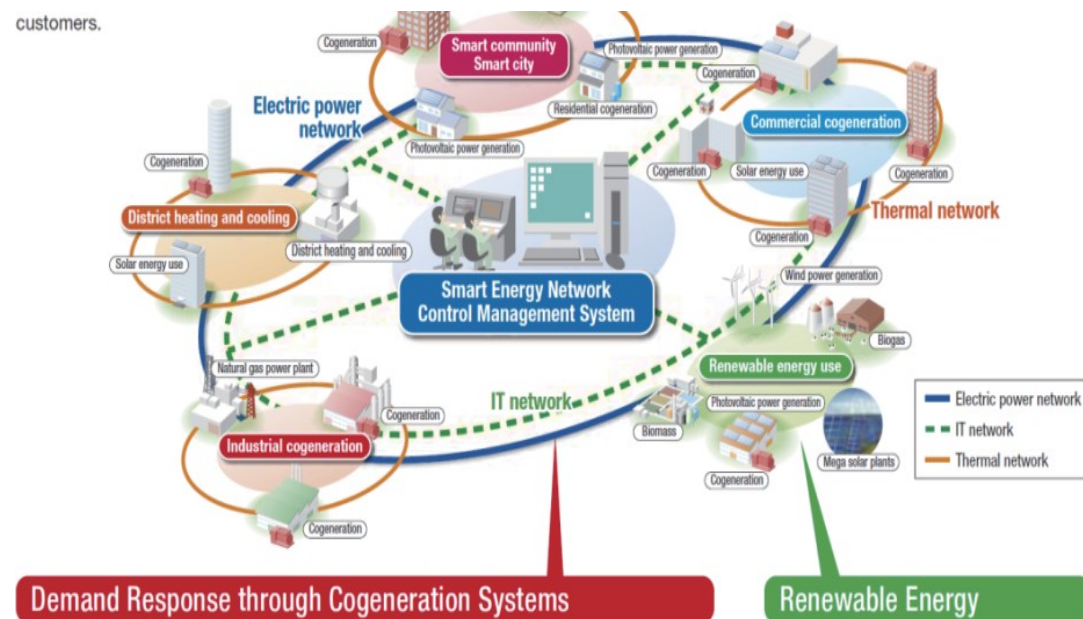 customers.
Cogeneration
Smart community
Smart city
Photovoltaic power generation
Cogeneration
Electric power
network
Residential cogeneration
Commercial cogeneration
Photovoltaic power generation
Cogeneration
Cogeneration
Solar energy use
Cogeneration
District heating and cooling
Thermal network
District heating and cooling
Cogeneration
Solar energy use
Wind power generation
Smart Energy Network
Control Management System
Biogas
Natural gas power plant
Renewable energy use
IT network
Photovoltaic power generation
Electric power network
Cogeneration
Biomass
IT network
Industrial cogeneration
Mega solar plants
Thermal network
Cogeneration
Cogeneration
Demand Response through Cogeneration Systems
Renewable Energy